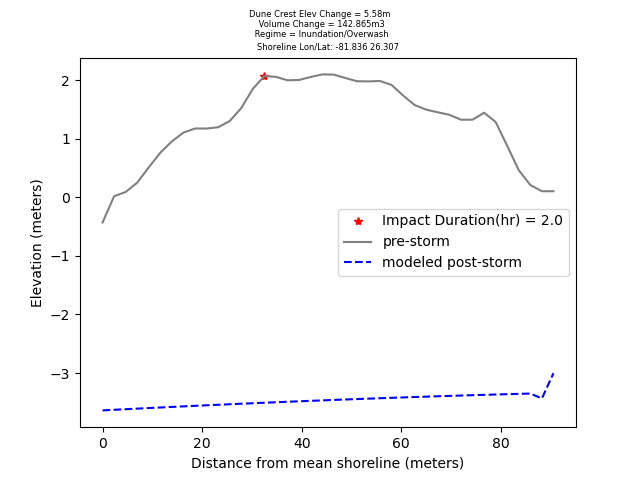 Dune Crest Elev Change = 5.58m
Volume Change = 142.865m3
Regime = Inundation/Overwash
Shoreline Lon/Lat: -81.836 26.307
2
1
0
−1
−2
−3
Elevation (meters)
Impact Duration(hr) = 2.0
pre-storm
modeled post-storm
0 20 40 60 80
Distance from mean shoreline (meters)